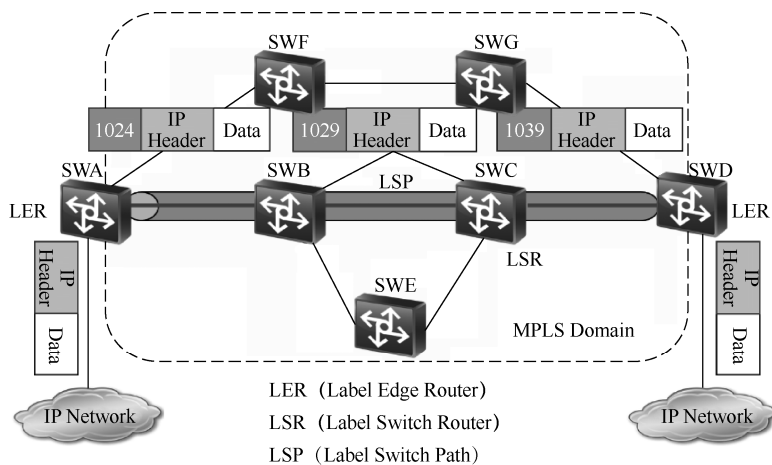 SWF
SWG
1024
IP Header
Data
1029
IP Header
Data
1039
IP Header
Data
SWA
SWB
LSP
SWC
SWD
LER
LER
LSR
IP Header
Data
SWE
IP Header
Data
MPLS Domain
IP Network
IP Network
LER (Label Edge Router)
LSR (Label Switch Router)
LSP (Label Switch Path)